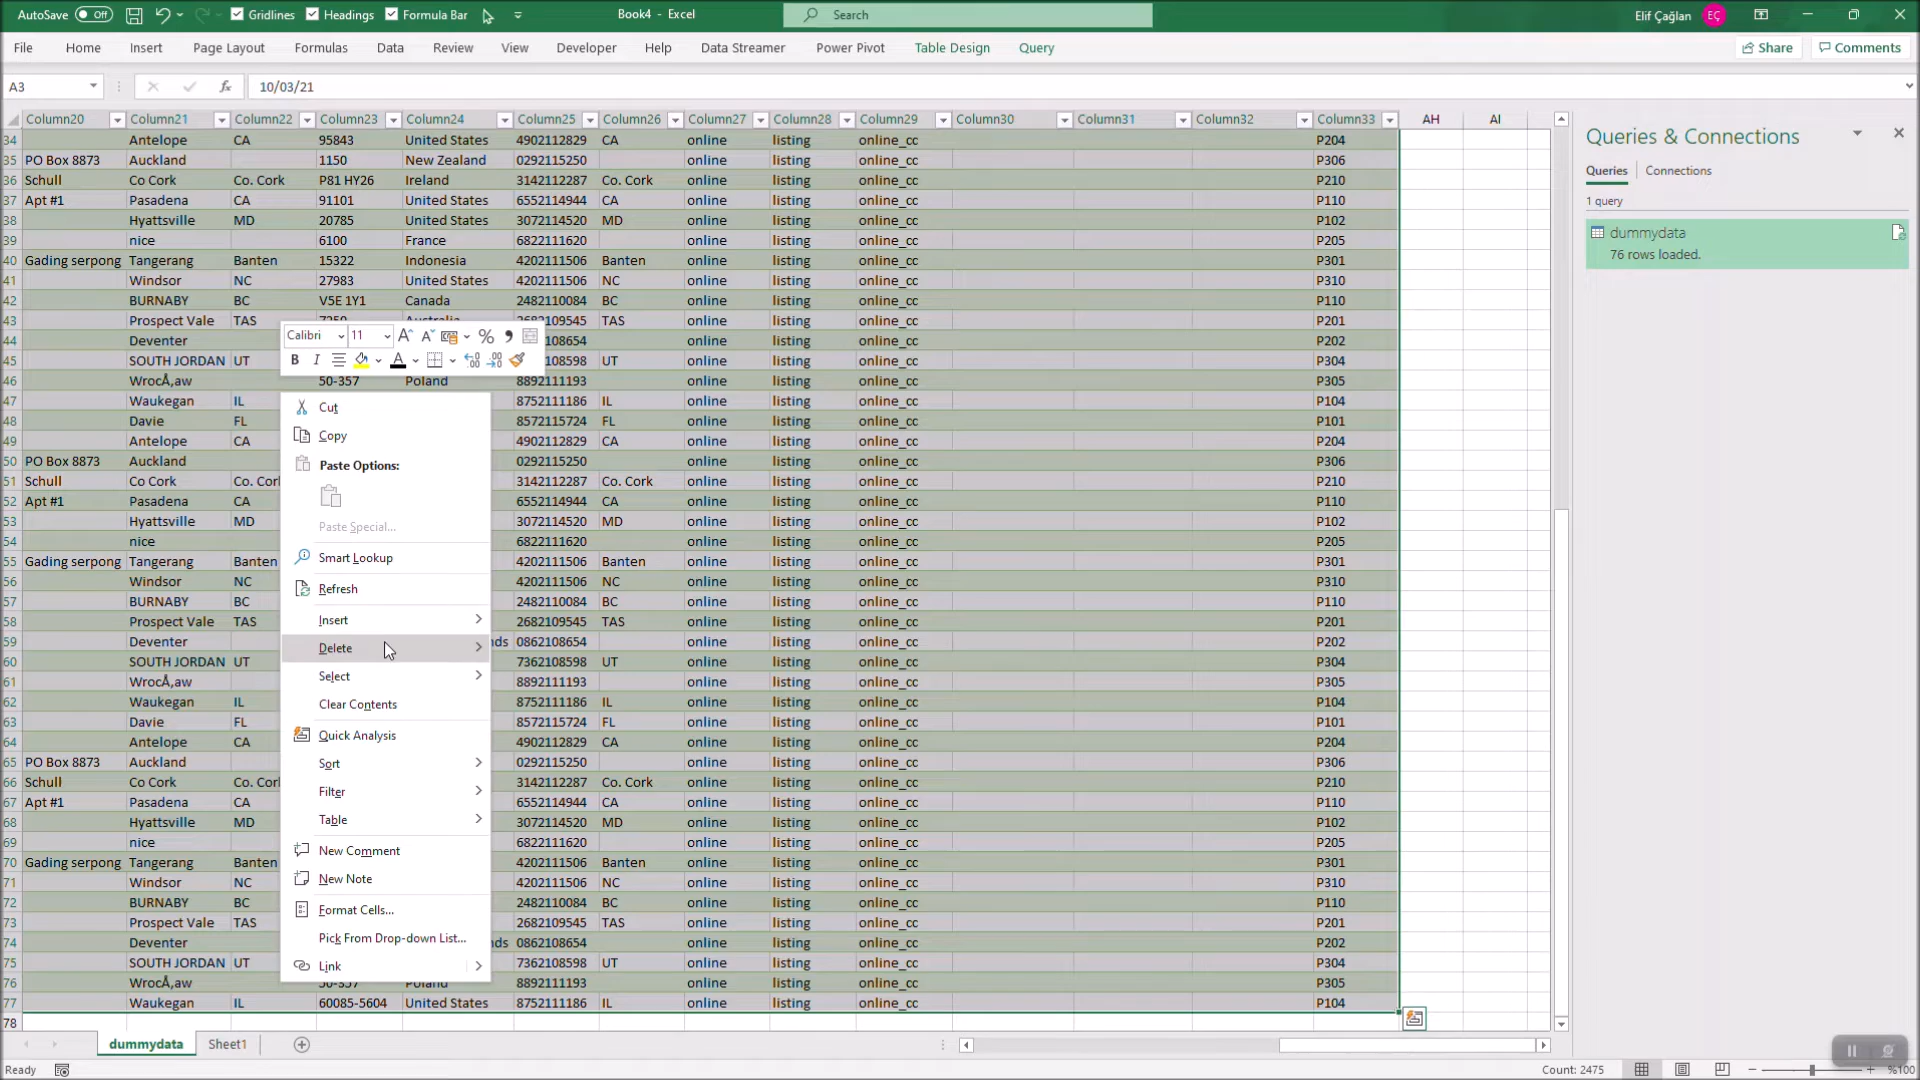 AutoSave Off Gridlines Headings Formula Bar Book4 - Excel Search Elif Çağlan EÇ
File Home Insert Page Layout Formulas Data Review View Developer Help Data Streamer Power Pivot Table Design Query Share Comments
A3 fx 10/03/21
Column20 Column21 Column22 Column23 Column24 Column25 Column26 Column27 Column28 Column29 Column30 Column31 Column32 Column33 AH AI
34 Antelope CA 95843 United States 4902112829 CA online listing online_cc P204
35 PO Box 8873 Auckland 1150 New Zealand 0292115250 online listing online_cc P306
36 Schull Co Cork Co. Cork P81 HY26 Ireland 3142112287 Co. Cork online listing online_cc P210
37 Apt #1 Pasadena CA 91101 United States 6552114944 CA online listing online_cc P110
38 Hyattsville MD 20785 United States 3072114520 MD online listing online_cc P102
39 nice 6100 France 6822111620 online listing online_cc P205
40 Gading serpong Tangerang Banten 15322 Indonesia 4202111506 Banten online listing online_cc P301
41 Windsor NC 27983 United States 4202111506 NC online listing online_cc P310
42 BURNABY BC V5E 1Y1 Canada 2482110084 BC online listing online_cc P110
43 Prospect Vale TAS 7250 Australia 2682109545 TAS online listing online_cc P201
44 Deventer 108654 online listing online_cc P202
45 SOUTH JORDAN UT 108598 UT online listing online_cc P304
46 WrocÅ‚aw 50-357 Poland 8892111193 online listing online_cc P305
47 Waukegan IL 8752111186 IL online listing online_cc P104
48 Davie FL 8572115724 FL online listing online_cc P101
49 Antelope CA 4902112829 CA online listing online_cc P204
50 PO Box 8873 Auckland 0292115250 online listing online_cc P306
51 Schull Co Cork Co. Corl 3142112287 Co. Cork online listing online_cc P210
52 Apt #1 Pasadena CA 6552114944 CA online listing online_cc P110
53 Hyattsville MD 3072114520 MD online listing online_cc P102
54 nice 6822111620 online listing online_cc P205
55 Gading serpong Tangerang Banten 4202111506 Banten online listing online_cc P301
56 Windsor NC 4202111506 NC online listing online_cc P310
57 BURNABY BC 2482110084 BC online listing online_cc P110
58 Prospect Vale TAS 2682109545 TAS online listing online_cc P201
59 Deventer nds 0862108654 online listing online_cc P202
60 SOUTH JORDAN UT 7362108598 UT online listing online_cc P304
61 WrocÅ‚aw 8892111193 online listing online_cc P305
62 Waukegan IL 8752111186 IL online listing online_cc P104
63 Davie FL 8572115724 FL online listing online_cc P101
64 Antelope CA 4902112829 CA online listing online_cc P204
65 PO Box 8873 Auckland 0292115250 online listing online_cc P306
66 Schull Co Cork Co. Corl 3142112287 Co. Cork online listing online_cc P210
67 Apt #1 Pasadena CA 6552114944 CA online listing online_cc P110
68 Hyattsville MD 3072114520 MD online listing online_cc P102
69 nice 6822111620 online listing online_cc P205
70 Gading serpong Tangerang Banten 4202111506 Banten online listing online_cc P301
71 Windsor NC 4202111506 NC online listing online_cc P310
72 BURNABY BC 2482110084 BC online listing online_cc P110
73 Prospect Vale TAS 2682109545 TAS online listing online_cc P201
74 Deventer nds 0862108654 online listing online_cc P202
75 SOUTH JORDAN UT 7362108598 UT online listing online_cc P304
76 WrocÅ‚aw 50-357 Poland 8892111193 online listing online_cc P305
77 Waukegan IL 60085-5604 United States 8752111186 IL online listing online_cc P104
78
Calibri 11
B I
Cut
Copy
Paste Options:
Paste Special...
Smart Lookup
Refresh
Insert
Delete
Select
Clear Contents
Quick Analysis
Sort
Filter
Table
New Comment
New Note
Format Cells...
Pick From Drop-down List...
Link
Queries & Connections
Queries Connections
1 query
dummydata
76 rows loaded.
dummydata Sheet1
Ready Count: 2475 %100